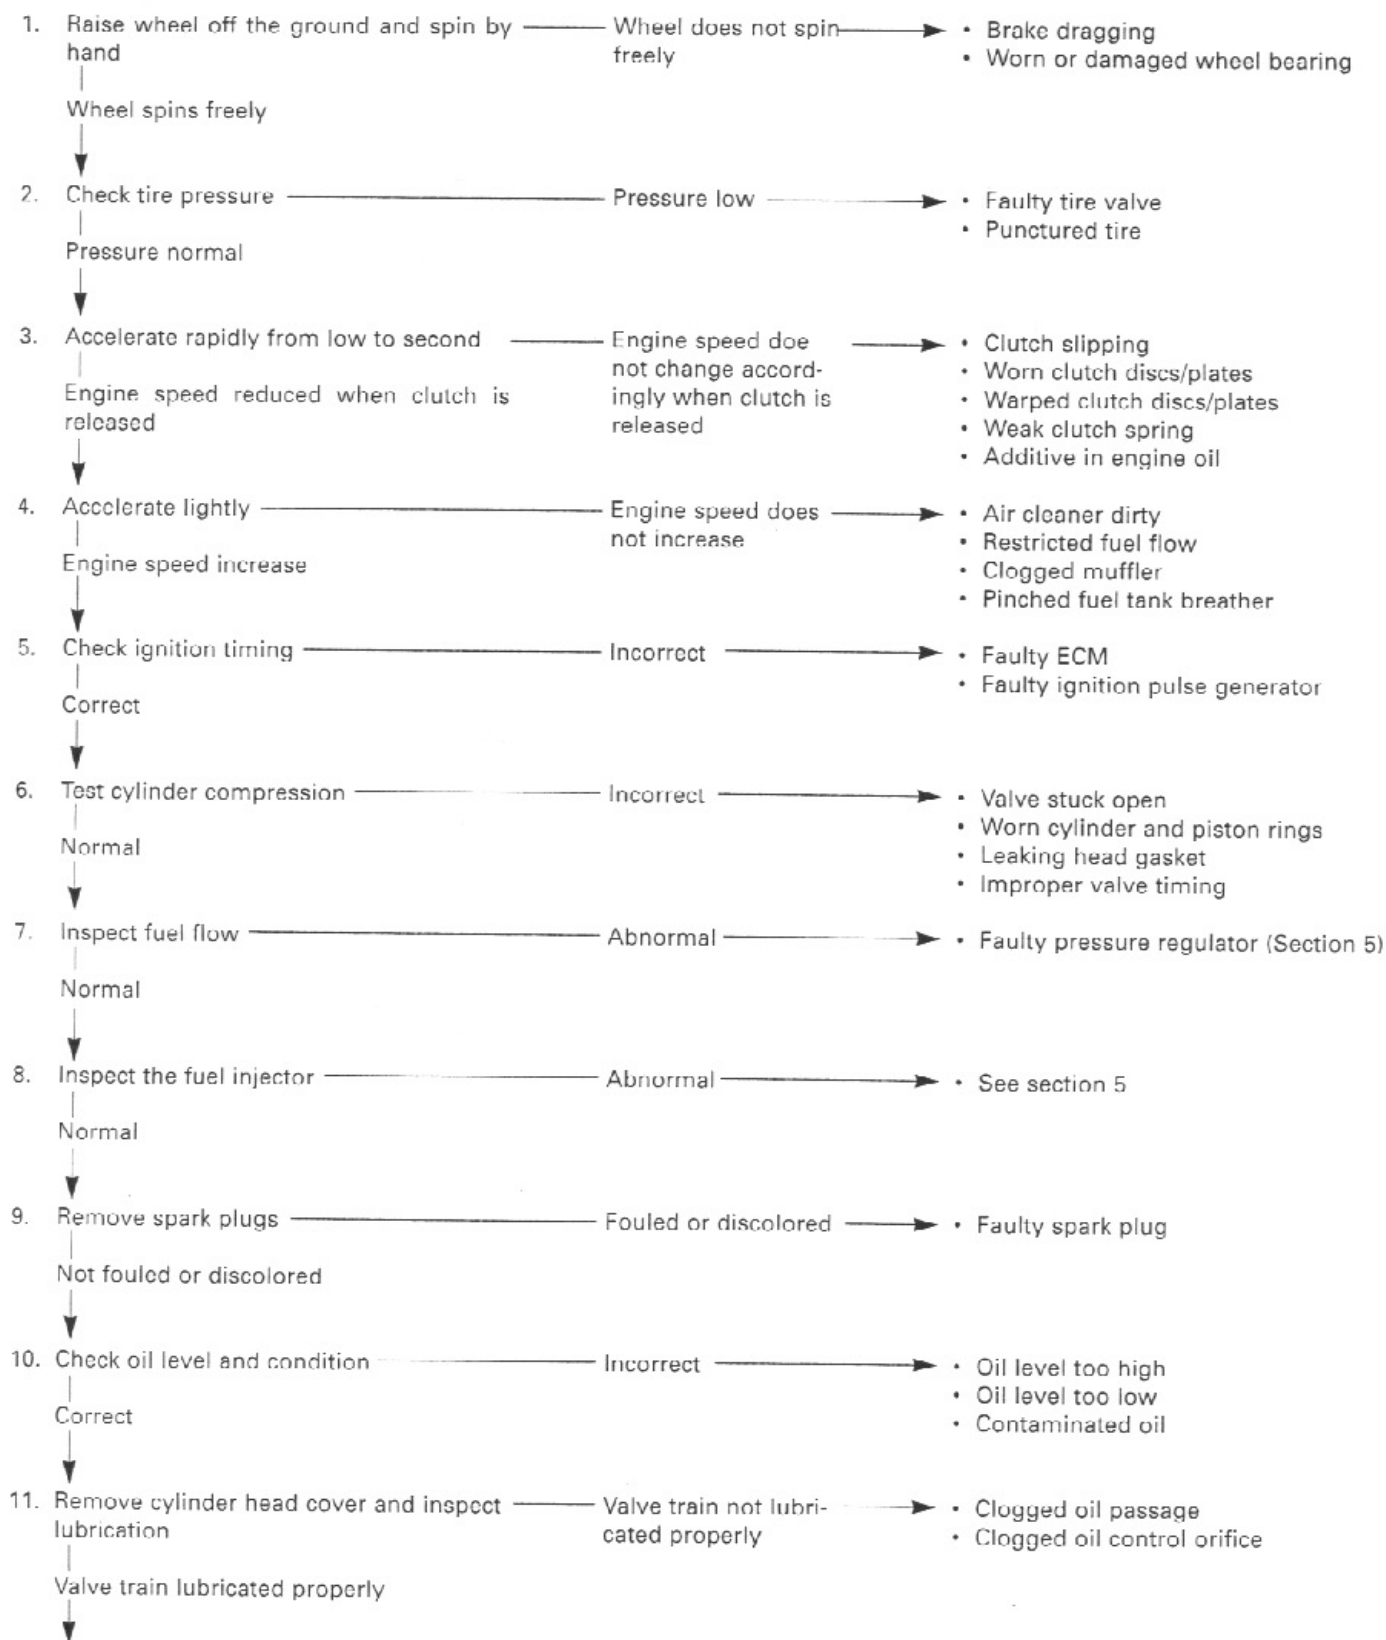 1. Raise wheel off the ground and spin by hand
Wheel does not spin freely
• Brake dragging
• Worn or damaged wheel bearing
Wheel spins freely
2. Check tire pressure
Pressure low
• Faulty tire valve
• Punctured tire
Pressure normal
3. Accelerate rapidly from low to second
Engine speed doe
not change accord-
ingly when clutch is
released
• Clutch slipping
• Worn clutch discs/plates
• Warped clutch discs/plates
• Weak clutch spring
• Additive in engine oil
Engine speed reduced when clutch is
released
4. Accelerate lightly
Engine speed does
not increase
• Air cleaner dirty
• Restricted fuel flow
• Clogged muffler
• Pinched fuel tank breather
Engine speed increase
5. Check ignition timing
Incorrect
• Faulty ECM
• Faulty ignition pulse generator
Correct
6. Test cylinder compression
Incorrect
• Valve stuck open
• Worn cylinder and piston rings
• Leaking head gasket
• Improper valve timing
Normal
7. Inspect fuel flow
Abnormal
• Faulty pressure regulator (Section 5)
Normal
8. Inspect the fuel injector
Abnormal
• See section 5
Normal
9. Remove spark plugs
Fouled or discolored
• Faulty spark plug
Not fouled or discolored
10. Check oil level and condition
Incorrect
• Oil level too high
• Oil level too low
• Contaminated oil
Correct
11. Remove cylinder head cover and inspect
lubrication
Valve train not lubri-
cated properly
• Clogged oil passage
• Clogged oil control orifice
Valve train lubricated properly